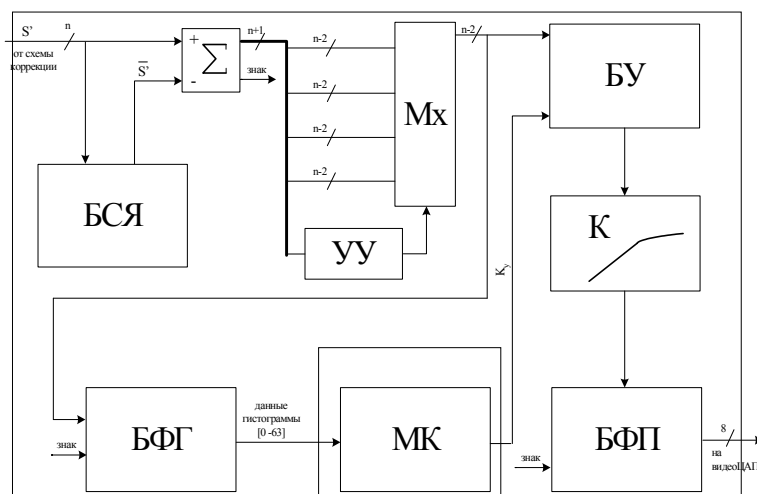 S'
n
от схемы
коррекции
S̅'
+
-
Σ
n+1
знак
n-2
n-2
n-2
n-2
Мх
n-2
БУ
БСЯ
УУ
К
Kу
БФГ
знак
данные
гистограммы
[0 -63]
МК
БФП
знак
8
на
видеоЦАП